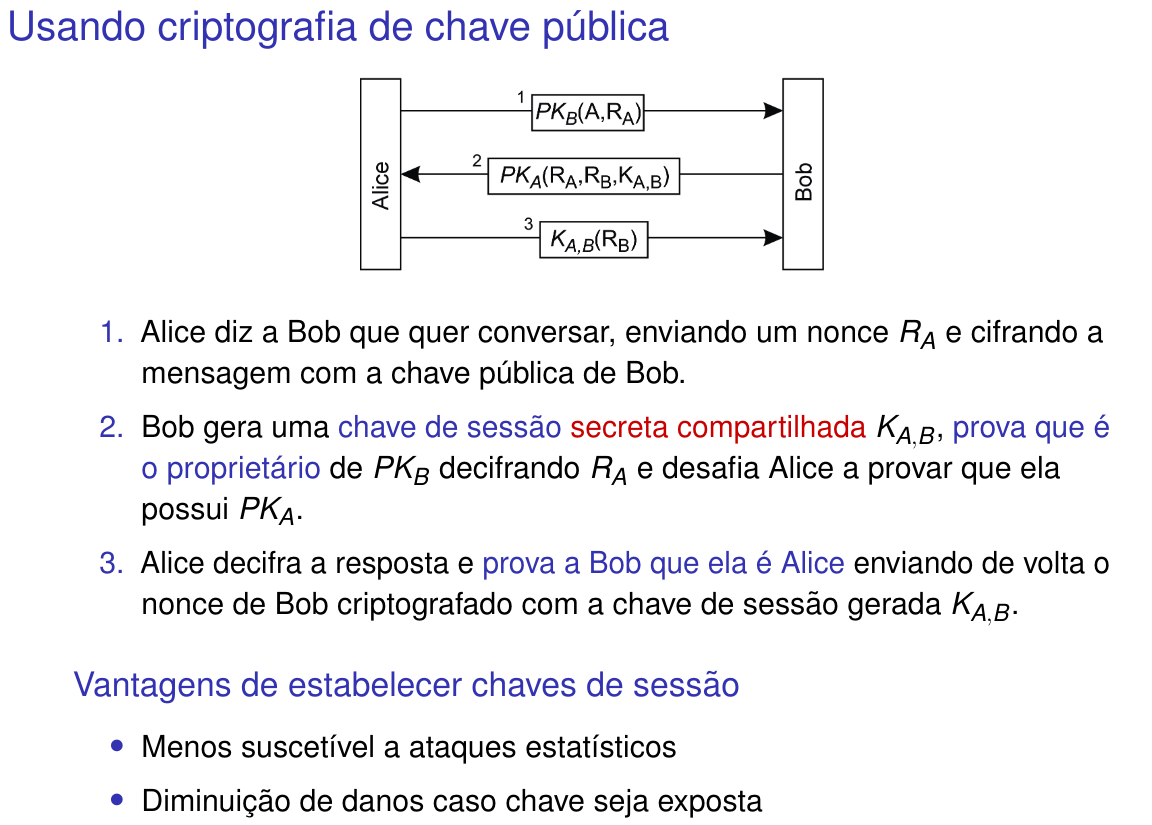 Usando criptografia de chave pública
1
PK_B(A,R_A)
2
PK_A(R_A,R_B,K_A,B)
3
K_A,B(R_B)
Alice
Bob
1. Alice diz a Bob que quer conversar, enviando um nonce R_A e cifrando a
mensagem com a chave pública de Bob.
2. Bob gera uma chave de sessão secreta compartilhada K_A,B, prova que é
o proprietário de PK_B decifrando R_A e desafia Alice a provar que ela
possui PK_A.
3. Alice decifra a resposta e prova a Bob que ela é Alice enviando de volta o
nonce de Bob criptografado com a chave de sessão gerada K_A,B.
Vantagens de estabelecer chaves de sessão
• Menos suscetível a ataques estatísticos
• Diminuição de danos caso chave seja exposta